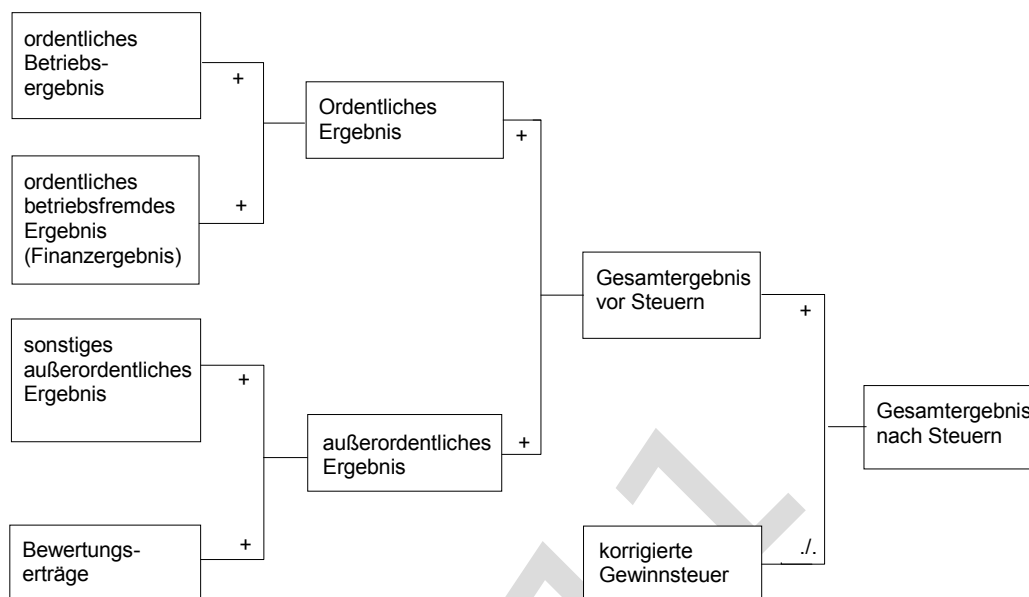 ordentliches
Betriebs-
ergebnis
+
ordentliches
betriebsfremdes
Ergebnis
(Finanzergebnis)
+
Ordentliches
Ergebnis
+
sonstiges
außerordentliches
Ergebnis
+
Bewertungs-
erträge
+
außerordentliches
Ergebnis
+
Gesamtergebnis
vor Steuern
+
korrigierte
Gewinnsteuer
./.
Gesamtergebnis
nach Steuern